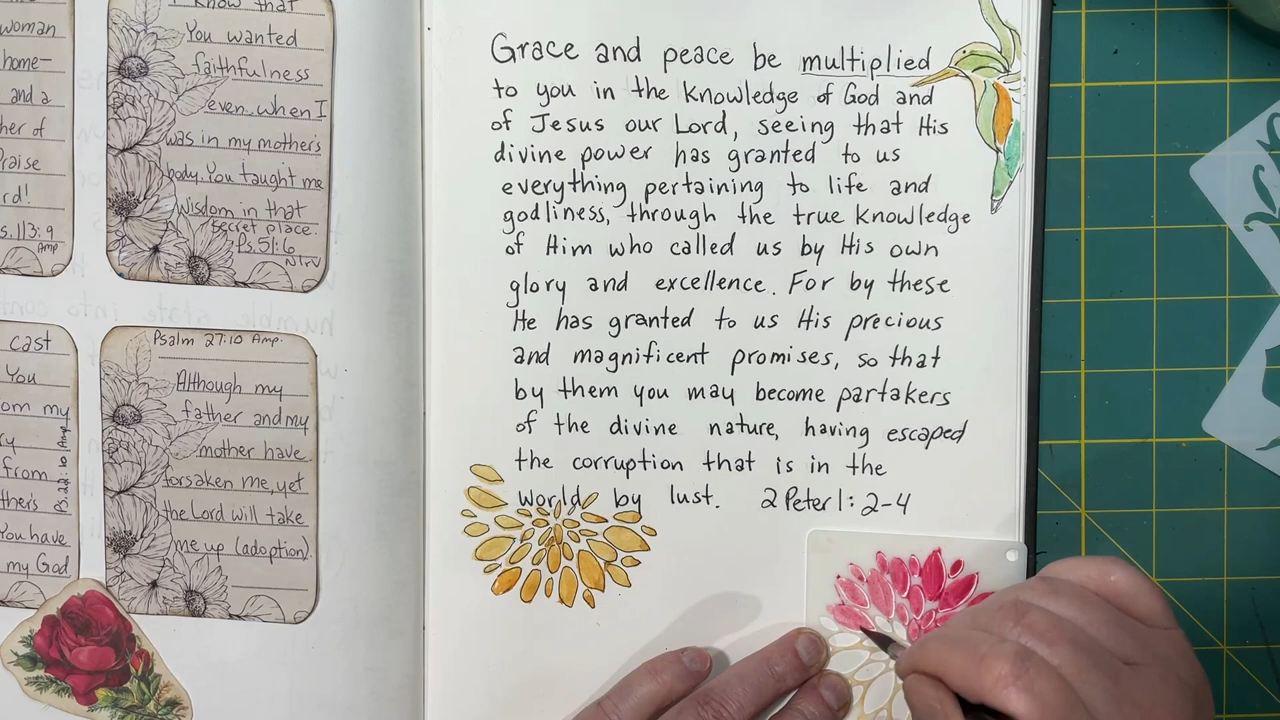 woman
home-
and a
her of
raise
rd!
s. 113:9
Amp
I know that
You wanted
faithfulness
even when I
was in my mother's
body. You taught me
wisdom in that
secret place.
Ps. 51:6
NIrV
cast
You
om my
ry
from
ther's
You have
my God
Ps. 22:10 Amp
Psalm 27:10 Amp.
Although my
father and my
mother have
forsaken me, yet
the Lord will take
me up (adoption).
Grace and peace be multiplied
to you in the knowledge of God and
of Jesus our Lord, seeing that His
divine power has granted to us
everything pertaining to life and
godliness, through the true knowledge
of Him who called us by His own
glory and excellence. For by these
He has granted to us His precious
and magnificent promises, so that
by them you may become partakers
of the divine nature, having escaped
the corruption that is in the
world by lust. 2 Peter 1:2-4